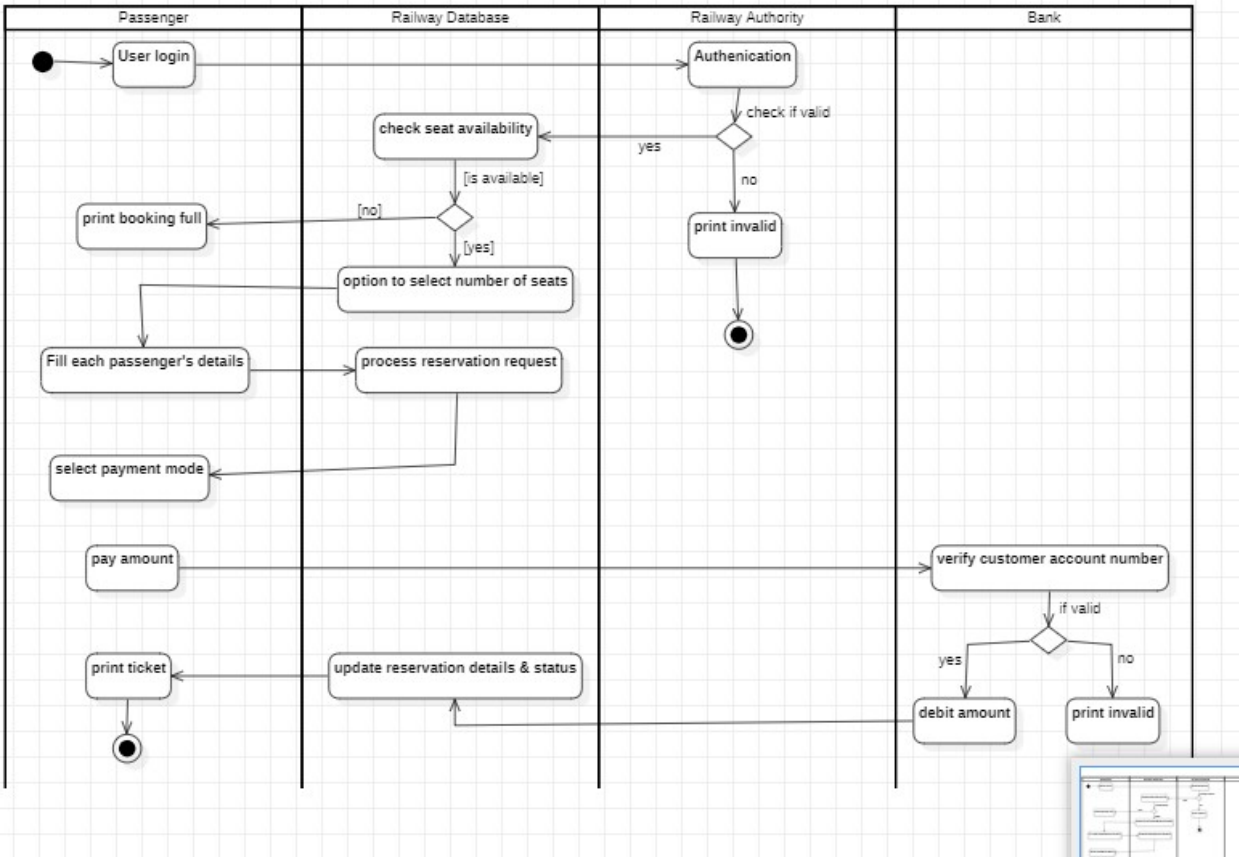 Passenger
Railway Database
Railway Authority
Bank
User login
Authenication
check if valid
check seat availability
yes
[is available]
no
print booking full
[no]
print invalid
[yes]
option to select number of seats
Fill each passenger's details
process reservation request
select payment mode
pay amount
verify customer account number
if valid
print ticket
update reservation details & status
yes
no
debit amount
print invalid